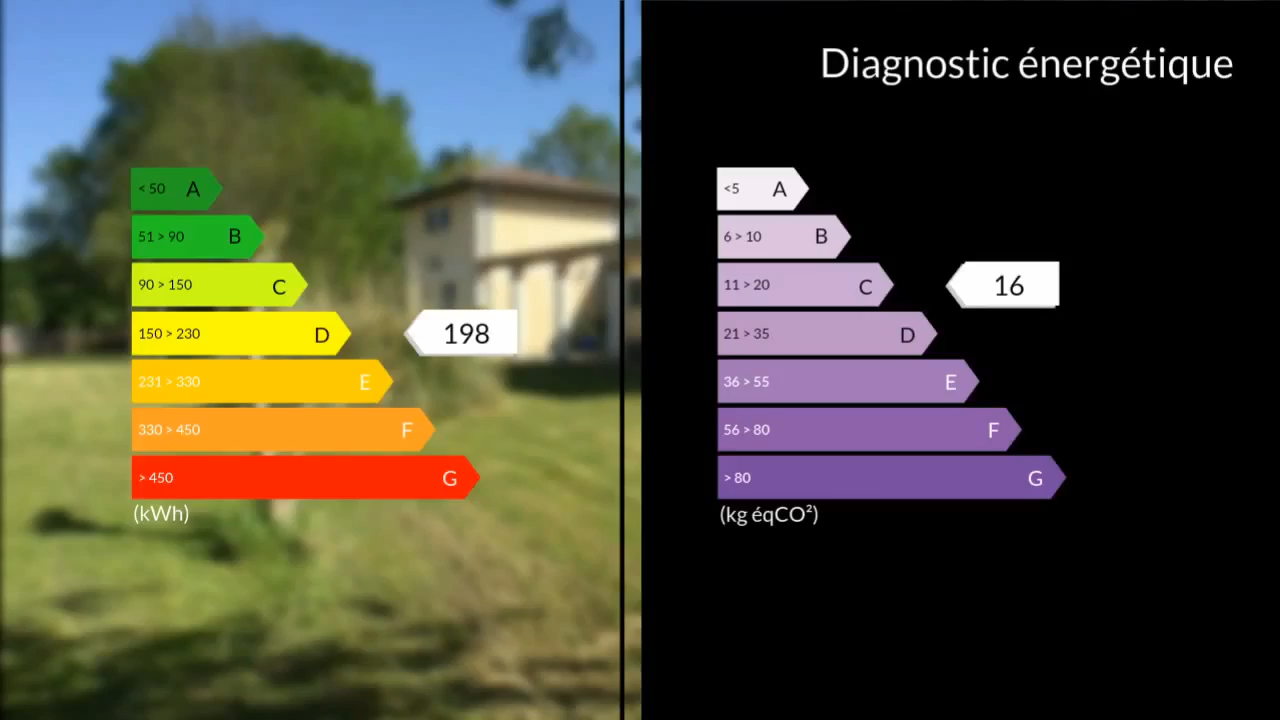 Diagnostic énergétique
< 50 A
51 > 90 B
90 > 150 C
150 > 230 D
198
231 > 330 E
330 > 450 F
> 450 G
(kWh)
<5 A
6 > 10 B
11 > 20 C
16
21 > 35 D
36 > 55 E
56 > 80 F
> 80 G
(kg éqCO²)